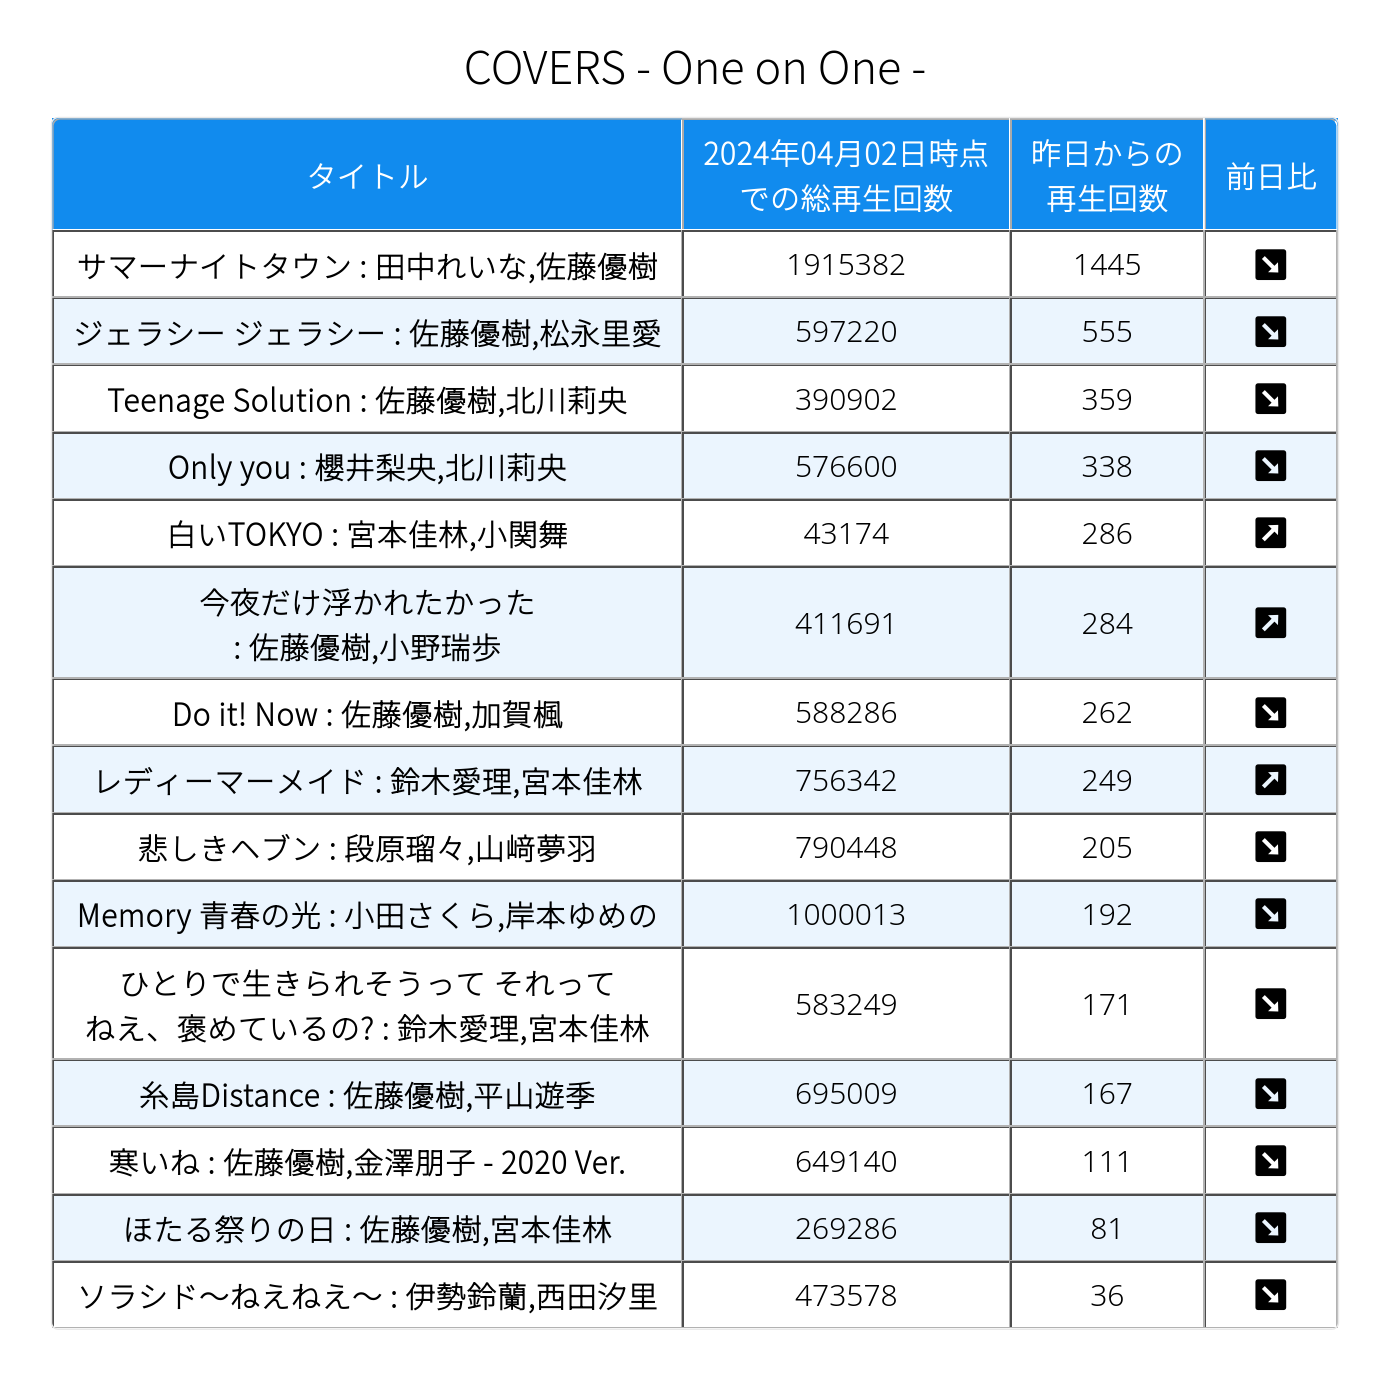 COVERS - One on One -
タイトル
2024年04月02日時点
での総再生回数
昨日からの
再生回数
前日比
サマーナイトタウン : 田中れいな,佐藤優樹
1915382
1445
ジェラシー ジェラシー : 佐藤優樹,松永里愛
597220
555
Teenage Solution : 佐藤優樹,北川莉央
390902
359
Only you : 櫻井梨央,北川莉央
576600
338
白いTOKYO : 宮本佳林,小関舞
43174
286
今夜だけ浮かれたかった
: 佐藤優樹,小野瑞歩
411691
284
Do it! Now : 佐藤優樹,加賀楓
588286
262
レディーマーメイド : 鈴木愛理,宮本佳林
756342
249
悲しきヘブン : 段原瑠々,山﨑夢羽
790448
205
Memory 青春の光 : 小田さくら,岸本ゆめの
1000013
192
ひとりで生きられそうって それって
ねえ、褒めているの? : 鈴木愛理,宮本佳林
583249
171
糸島Distance : 佐藤優樹,平山遊季
695009
167
寒いね : 佐藤優樹,金澤朋子 - 2020 Ver.
649140
111
ほたる祭りの日 : 佐藤優樹,宮本佳林
269286
81
ソラシド～ねえねえ～ : 伊勢鈴蘭,西田汐里
473578
36